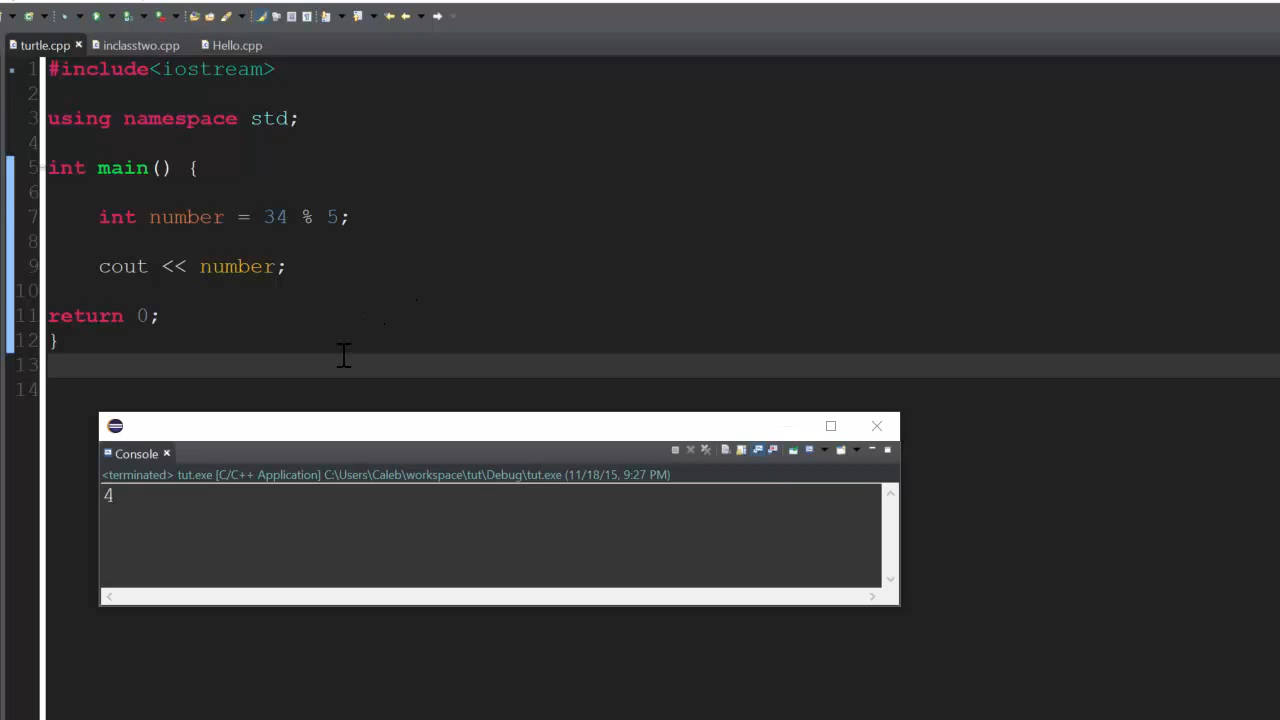 turtle.cpp inclasstwo.cpp Hello.cpp
1 #include<iostream>
2
3 using namespace std;
4
5 int main() {
6
7 int number = 34 % 5;
8
9 cout << number;
10
11 return 0;
12 }
13
14
Console
<terminated> tut.exe [C/C++ Application] C:\Users\Caleb\workspace\tut\Debug\tut.exe (11/18/15, 9:27 PM)
4